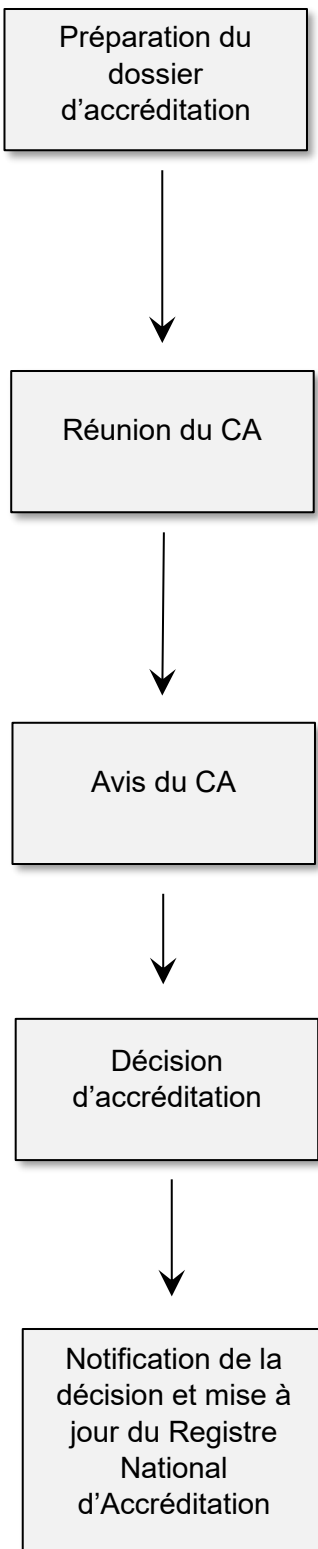 Préparation du
dossier
d’accréditation
Réunion du CA
Avis du CA
Décision
d’accréditation
Notification de la
décision et mise à
jour du Registre
National
d’Accréditation